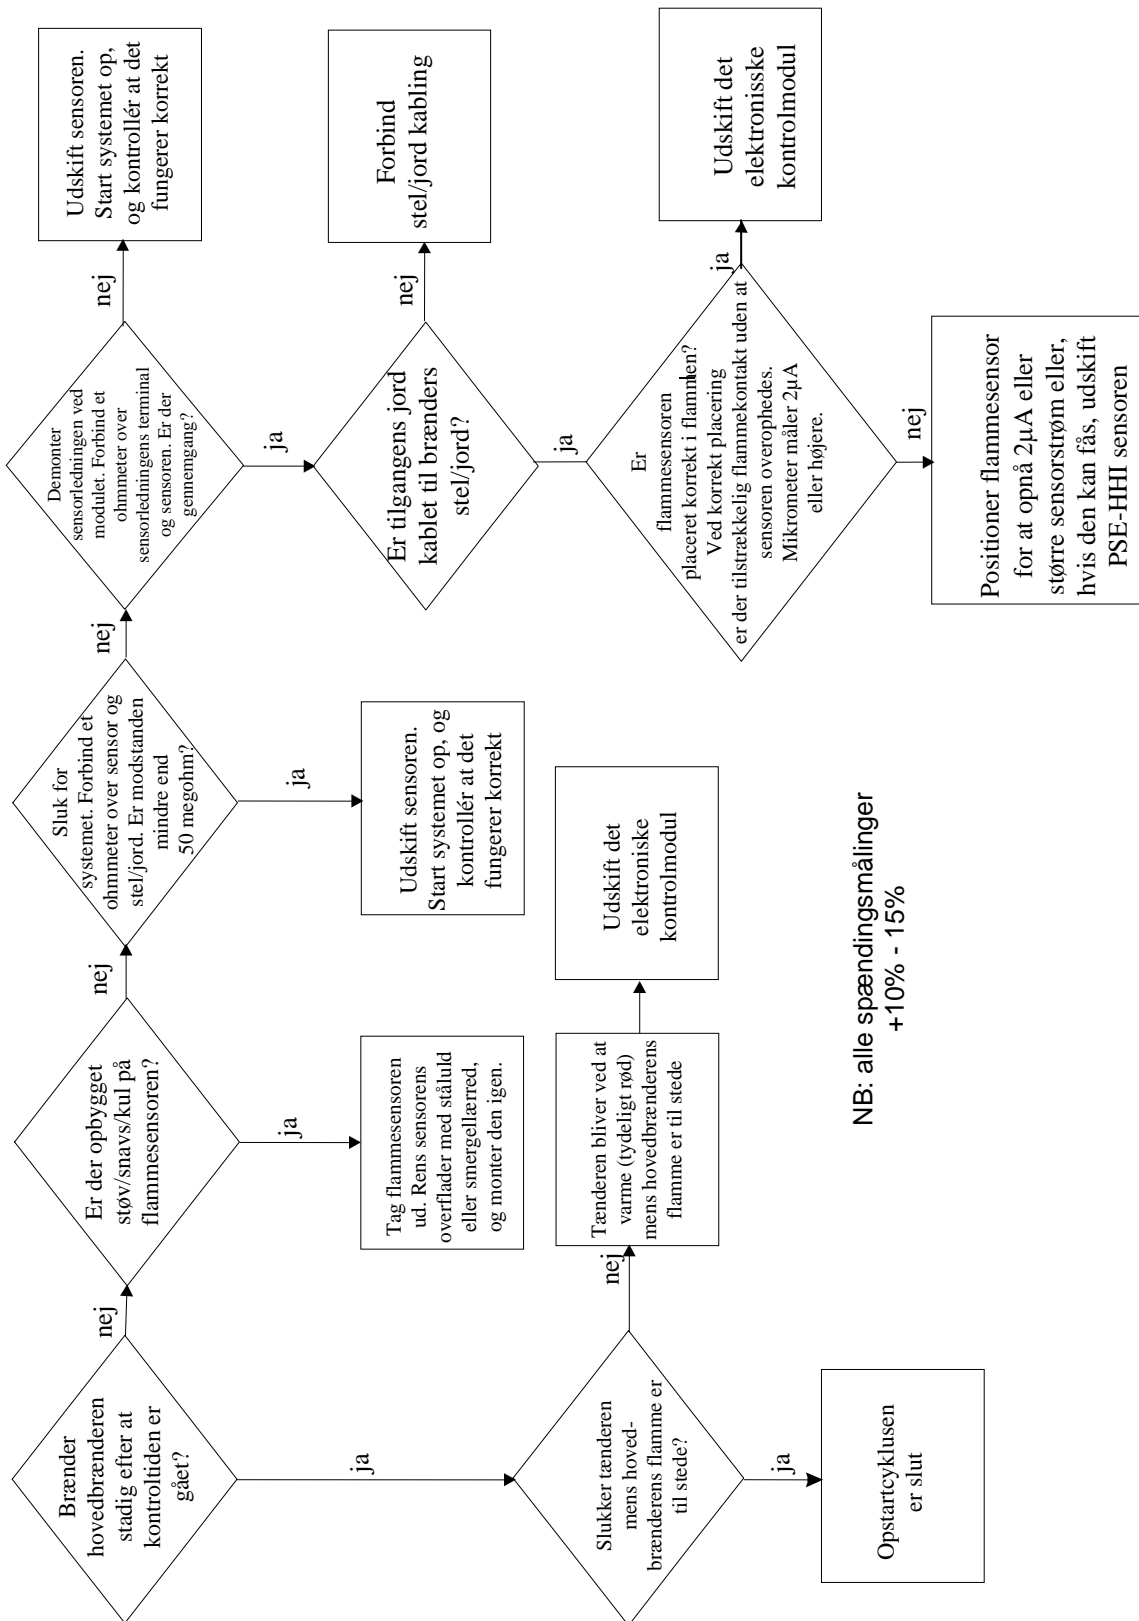 Brænder
hovedbrænderen
stadig efter at
kontroltiden er
gået?
nej
ja
Er der opbygget
støv/snavs/kul på
flammesensoren?
nej
ja
Tag flammesensoren
ud. Rens sensorens
overflader med ståluld
eller smergellærred,
og monter den igen.
Sluk for
systemet. Forbind et
ohmmeter over sensor og
stel/jord. Er modstanden
mindre end
50 megohm?
nej
ja
Udskift sensoren.
Start systemet op, og
kontrollér at det
fungerer korrekt
Demonter
sensorledningen ved
modulet. Forbind et
ohmmeter over
sensorledningens terminal
og sensoren. Er der
gennemgang?
nej
ja
Udskift sensoren.
Start systemet op,
og kontrollér at det
fungerer korrekt
Er tilgangens jord
kablet til brænders
stel/jord?
nej
ja
Forbind
stel/jord kabling
Er
flammesensoren
placeret korrekt i flammen?
Ved korrekt placering
er der tilstrækkelig flammekontakt uden at
sensoren overophedes.
Mikrometer måler 2µA
eller højere.
ja
nej
Udskift det
elektronisske
kontrolmodul
Positioner flammesensor
for at opnå 2µA eller
større sensorstrøm eller,
hvis den kan fås, udskift
PSE-HHI sensoren
Slukker tænderen
mens hoved-
brænderens flamme er
til stede?
nej
ja
Tænderen bliver ved at
varme (tydeligt rød)
mens hovedbrænderens
flamme er til stede
Udskift det
elektroniske
kontrolmodul
Opstartcyklusen
er slut
NB: alle spændingsmålinger
+10% - 15%